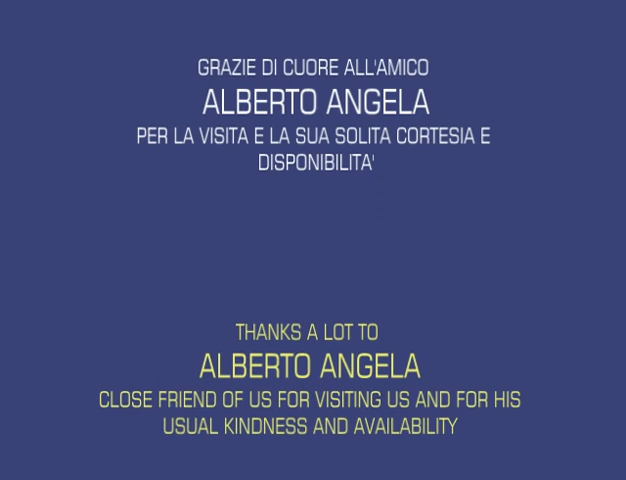 GRAZIE DI CUORE ALL'AMICO
ALBERTO ANGELA
PER LA VISITA E LA SUA SOLITA CORTESIA E
DISPONIBILITA'
THANKS A LOT TO
ALBERTO ANGELA
CLOSE FRIEND OF US FOR VISITING US AND FOR HIS
USUAL KINDNESS AND AVAILABILITY